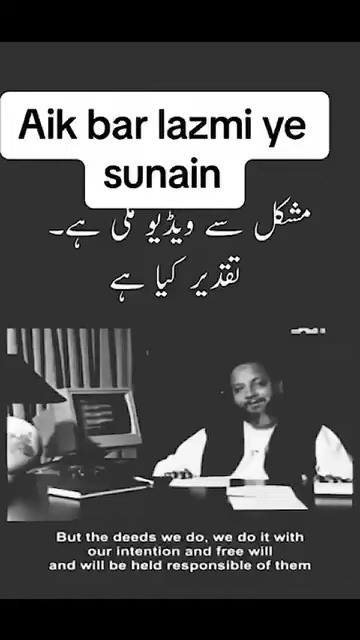 Aik bar lazmi ye
sunain
مشکل سے ویڈیو ملی ہے۔
تقدیر کیا ہے
But the deeds we do, we do it with
our intention and free will
and will be held responsible of them